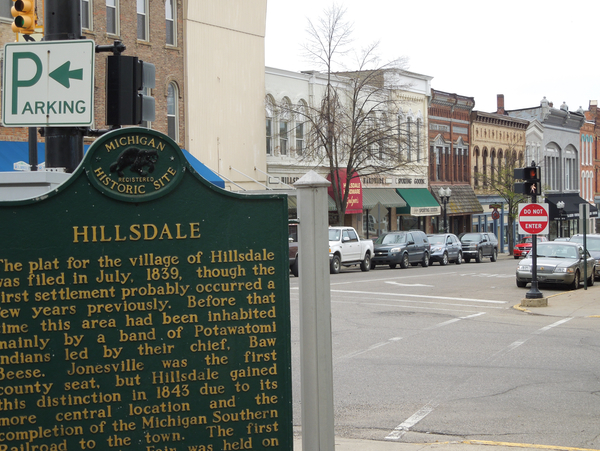 P
PARKING
MICHIGAN
REGISTERED
HISTORIC SITE
HILLSDALE
The plat for the village of Hillsdale
was filed in July, 1839, though the
first settlement probably occurred a
few years previously. Before that
time this area had been inhabited
mainly by a band of Potawatomi
Indians led by their chief, Baw
Beese. Jonesville was the first
county seat, but Hillsdale gained
this distinction in 1843 due to its
more central location and the
completion of the Michigan Southern
Railroad to the town. The first
Fair was held on
HARDWARE
SPORTING GOODS
DO NOT
ENTER